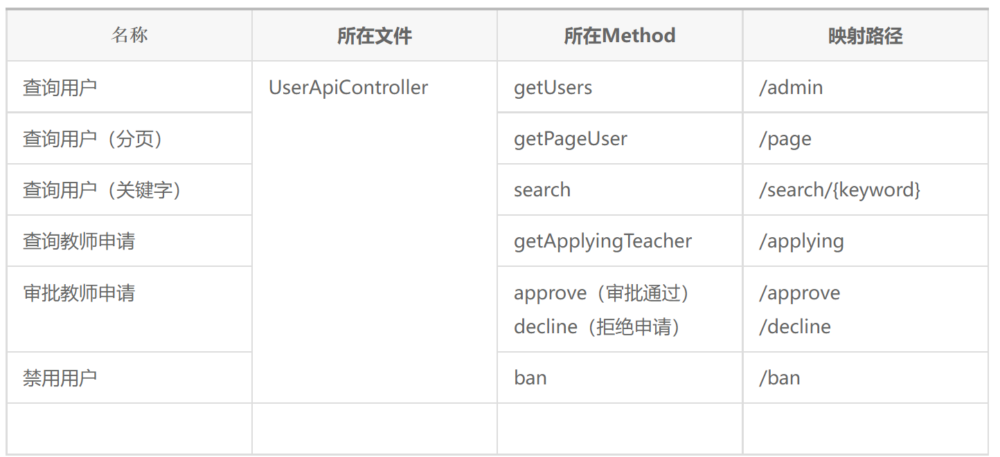 名称 所在文件 所在Method 映射路径
查询用户 UserApiController getUsers /admin
查询用户（分页） getPageUser /page
查询用户（关键字） search /search/{keyword}
查询教师申请 getApplyingTeacher /applying
审批教师申请 approve（审批通过） /approve
decline（拒绝申请） /decline
禁用用户 ban /ban